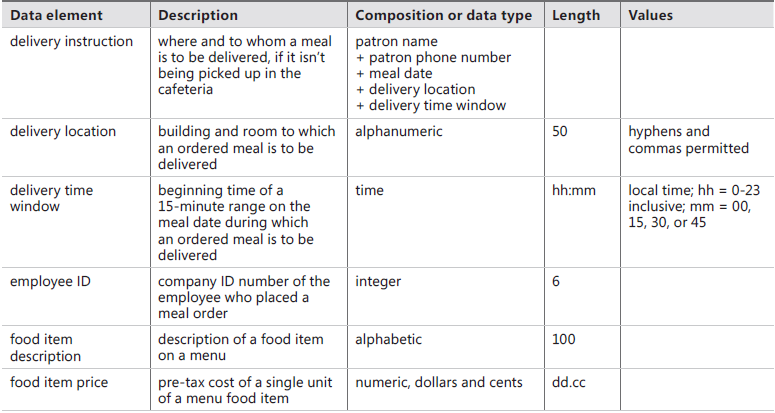 Data element Description Composition or data type Length Values
delivery instruction where and to whom a meal patron name
is to be delivered, if it isn't + patron phone number
being picked up in the + meal date
cafeteria + delivery location
+ delivery time window
delivery location building and room to which alphanumeric 50 hyphens and
an ordered meal is to be commas permitted
delivered
delivery time beginning time of a time hh:mm local time; hh = 0-23
window 15-minute range on the inclusive; mm = 00,
meal date during which 15, 30, or 45
an ordered meal is to be
delivered
employee ID company ID number of the integer 6
employee who placed a
meal order
food item description of a food item alphabetic 100
description on a menu
food item price pre-tax cost of a single unit numeric, dollars and cents dd.cc
of a menu food item